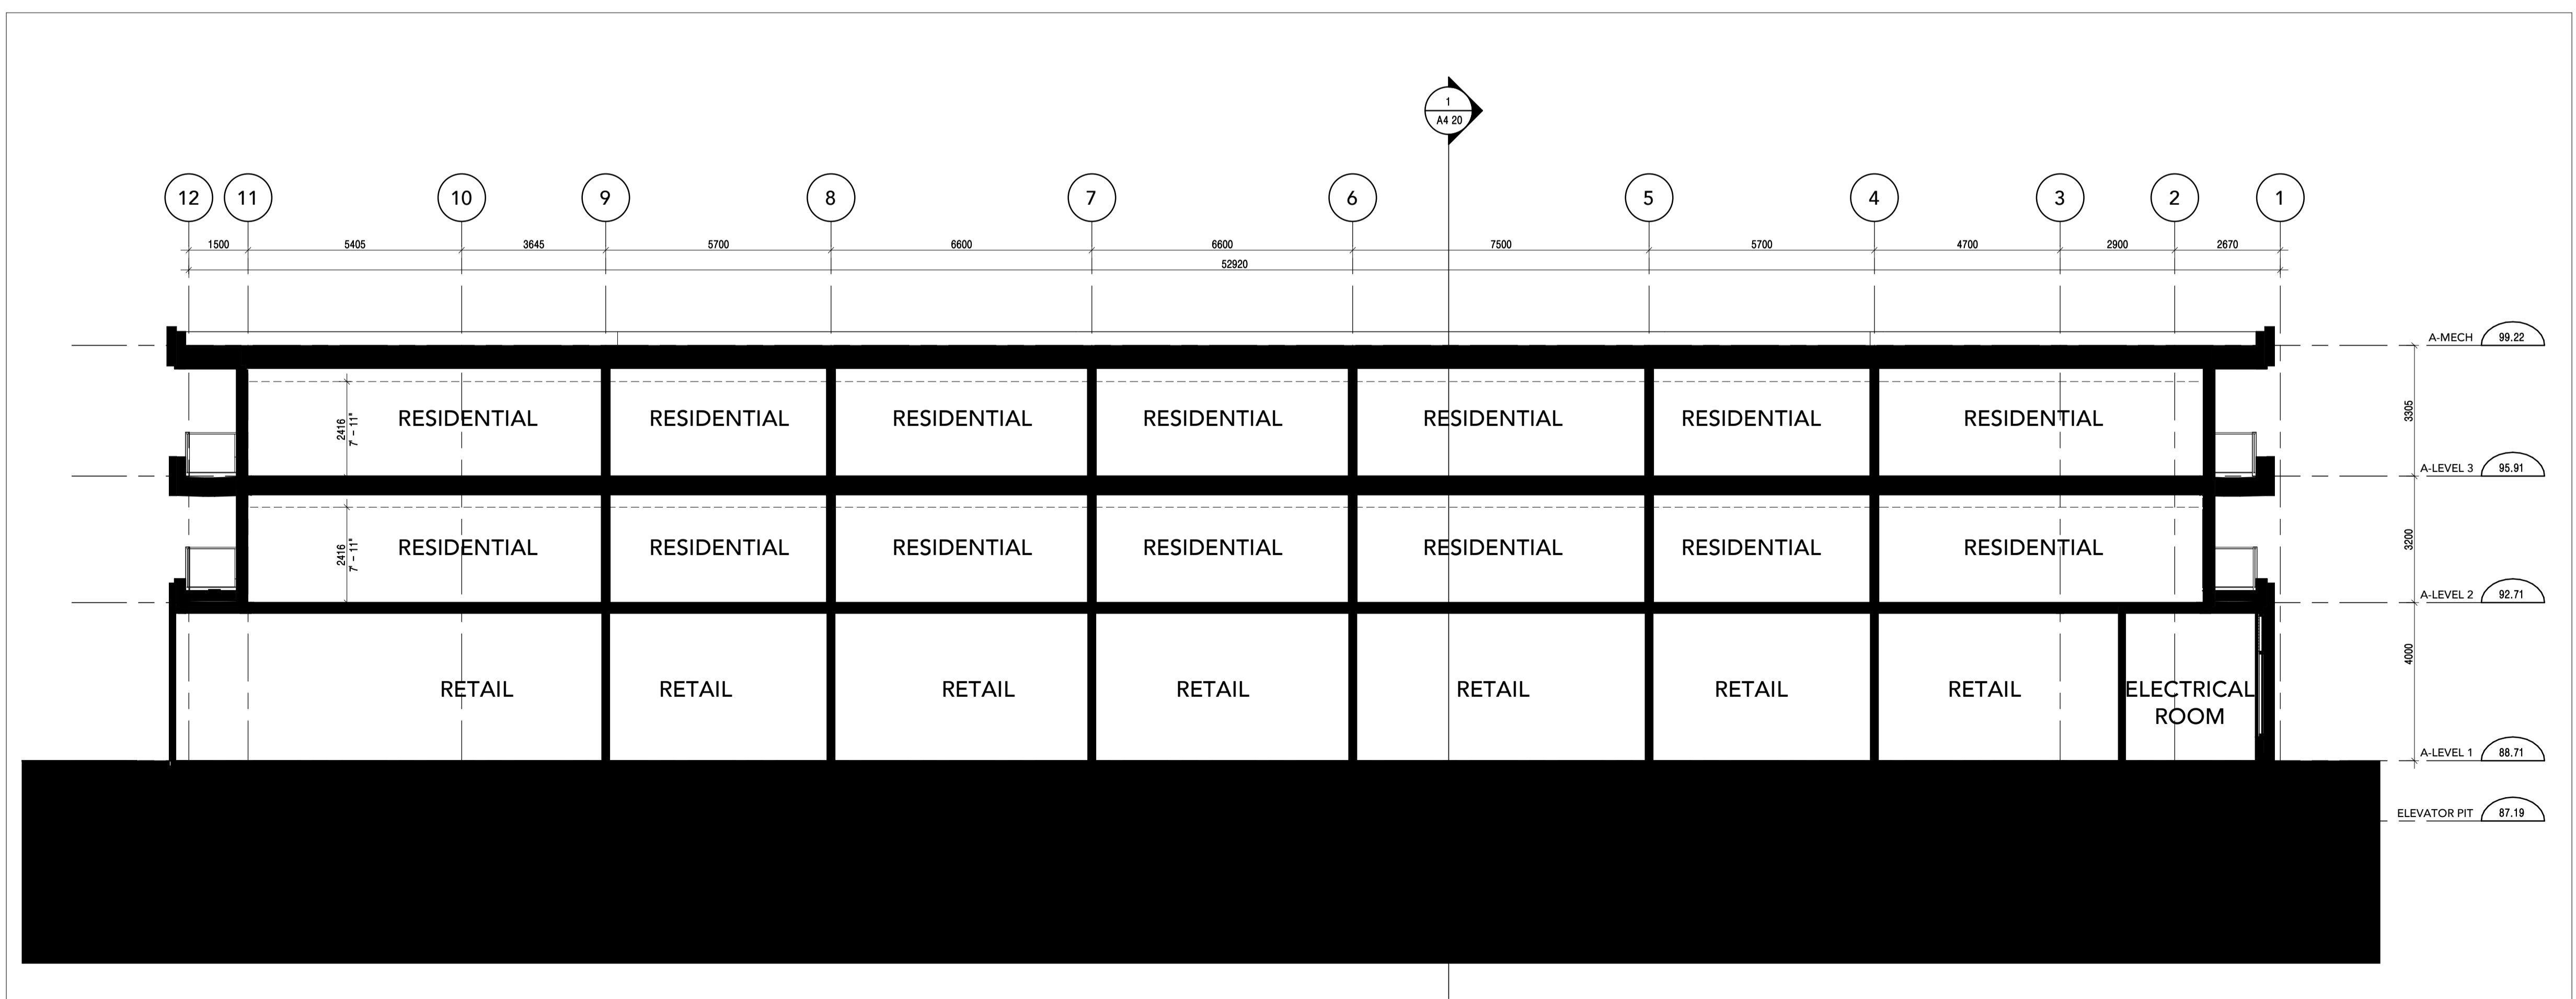 1
A4 20
12
11
10
9
8
7
6
5
4
3
2
1
1500
5405
3645
5700
6600
6600
7500
5700
4700
2900
2670
52920
A-MECH
99.22
2416
7' - 11"
RESIDENTIAL
RESIDENTIAL
RESIDENTIAL
RESIDENTIAL
RESIDENTIAL
RESIDENTIAL
RESIDENTIAL
3305
A-LEVEL 3
95.91
2416
7' - 11"
RESIDENTIAL
RESIDENTIAL
RESIDENTIAL
RESIDENTIAL
RESIDENTIAL
RESIDENTIAL
RESIDENTIAL
3200
A-LEVEL 2
92.71
RETAIL
RETAIL
RETAIL
RETAIL
RETAIL
RETAIL
RETAIL
ELECTRICAL
ROOM
4000
A-LEVEL 1
88.71
ELEVATOR PIT
87.19